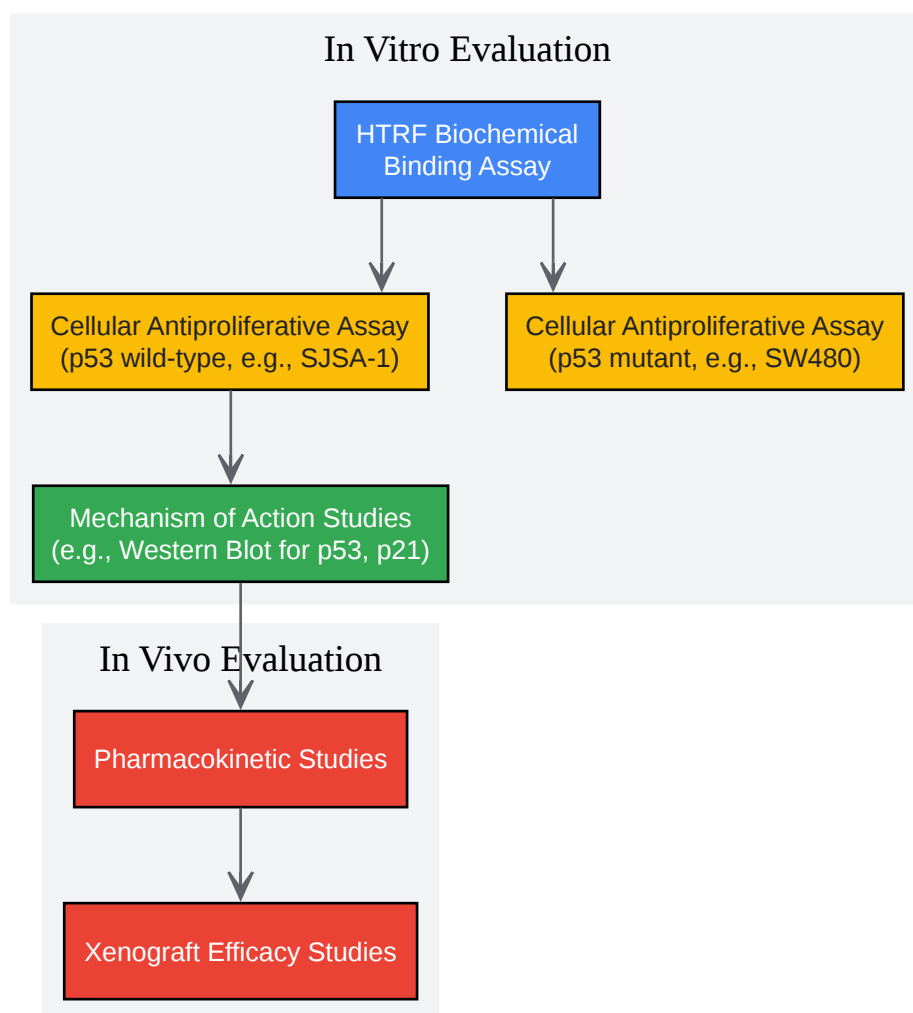 In Vitro Evaluation
HTRF Biochemical
Binding Assay
Cellular Antiproliferative Assay
(p53 wild-type, e.g., SJSA-1)
Cellular Antiproliferative Assay
(p53 mutant, e.g., SW480)
Mechanism of Action Studies
(e.g., Western Blot for p53, p21)
In Vivo Evaluation
Pharmacokinetic Studies
Xenograft Efficacy Studies